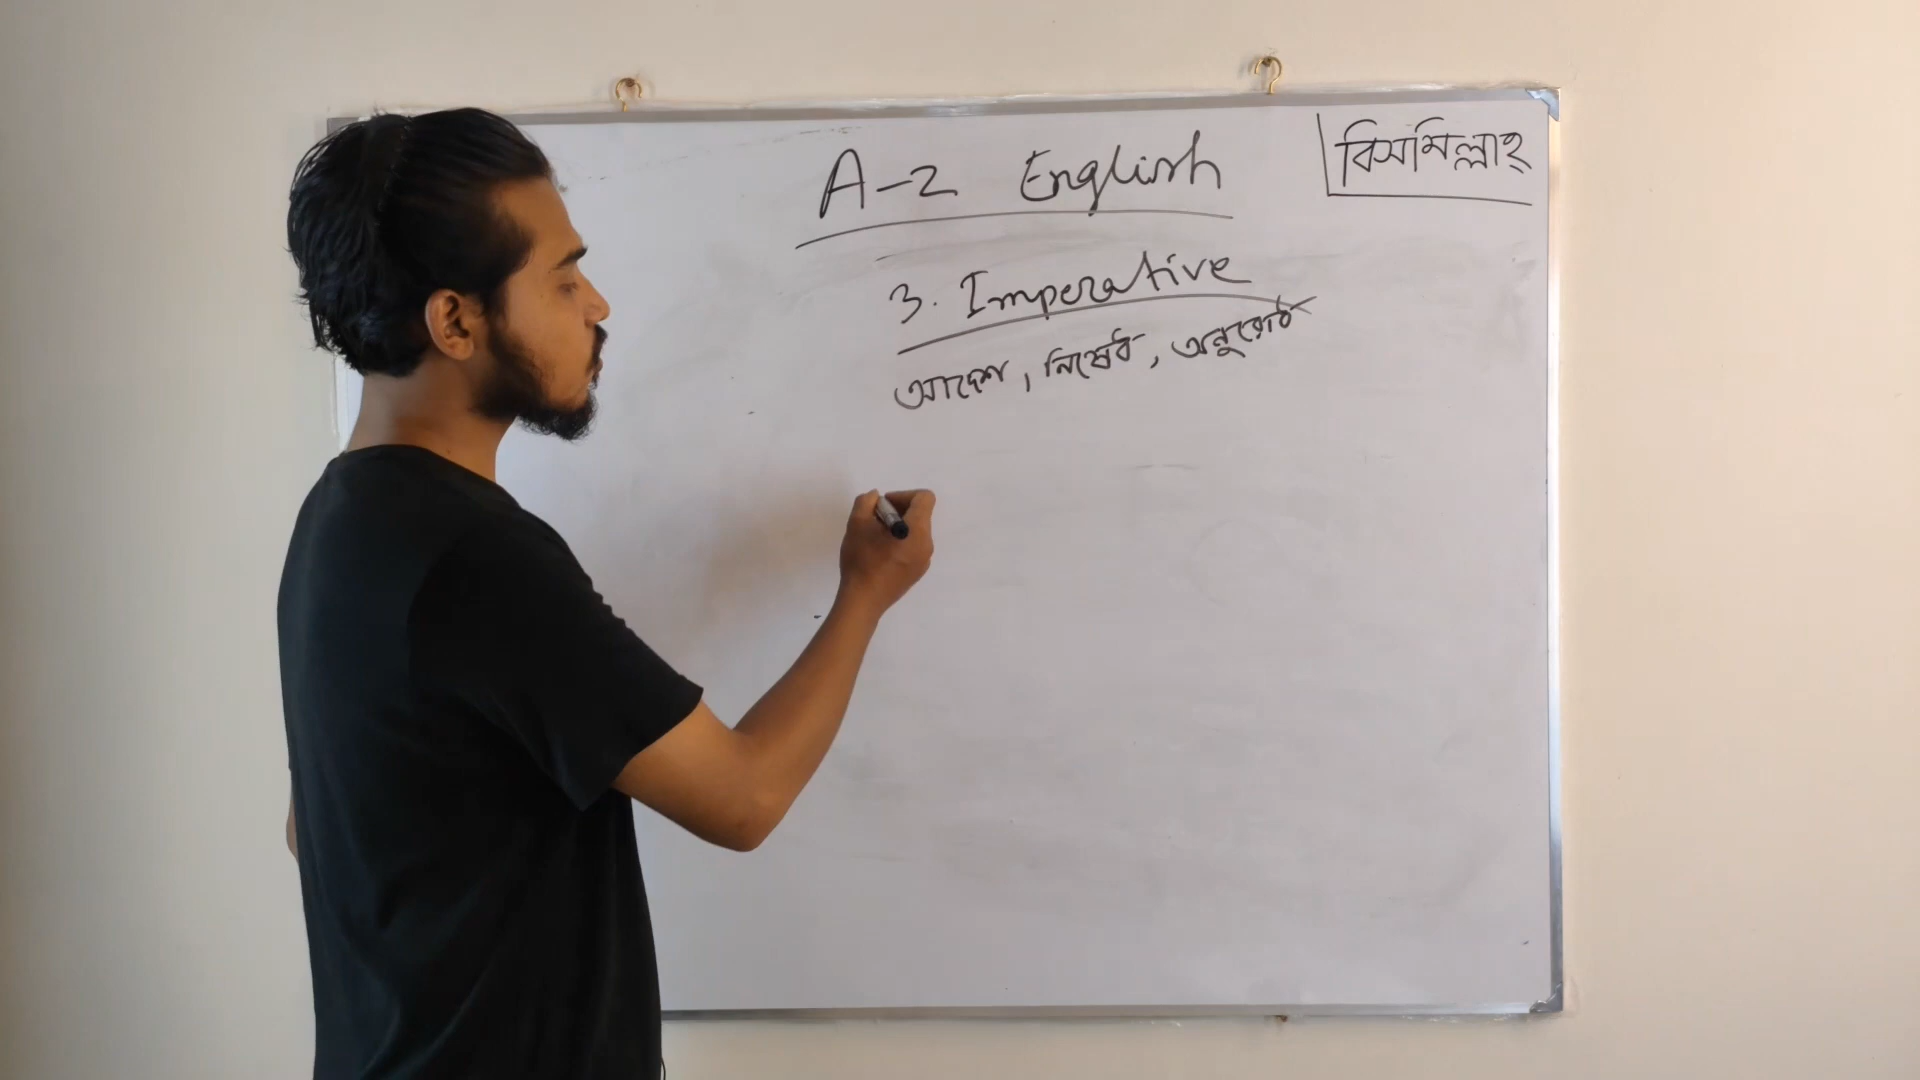 A-Z English
বিসমিল্লাহ্
3. Imperative
আদেশ, নিষেধ, অনুরোধ